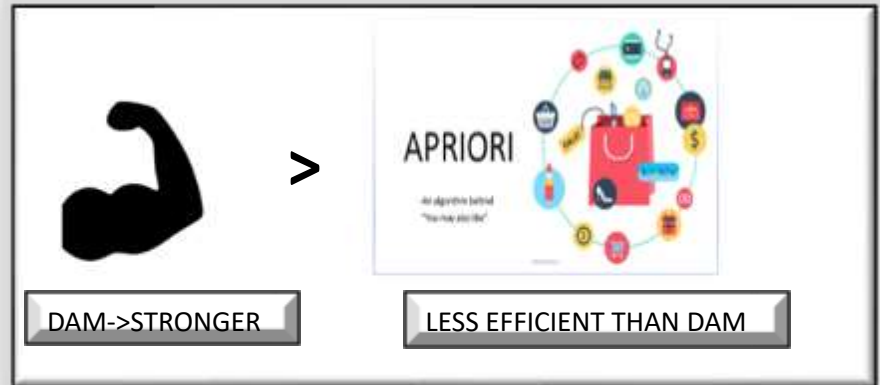 >
APRIORI
An algorithm behind
"You may also like"
$
DAM->STRONGER
LESS EFFICIENT THAN DAM